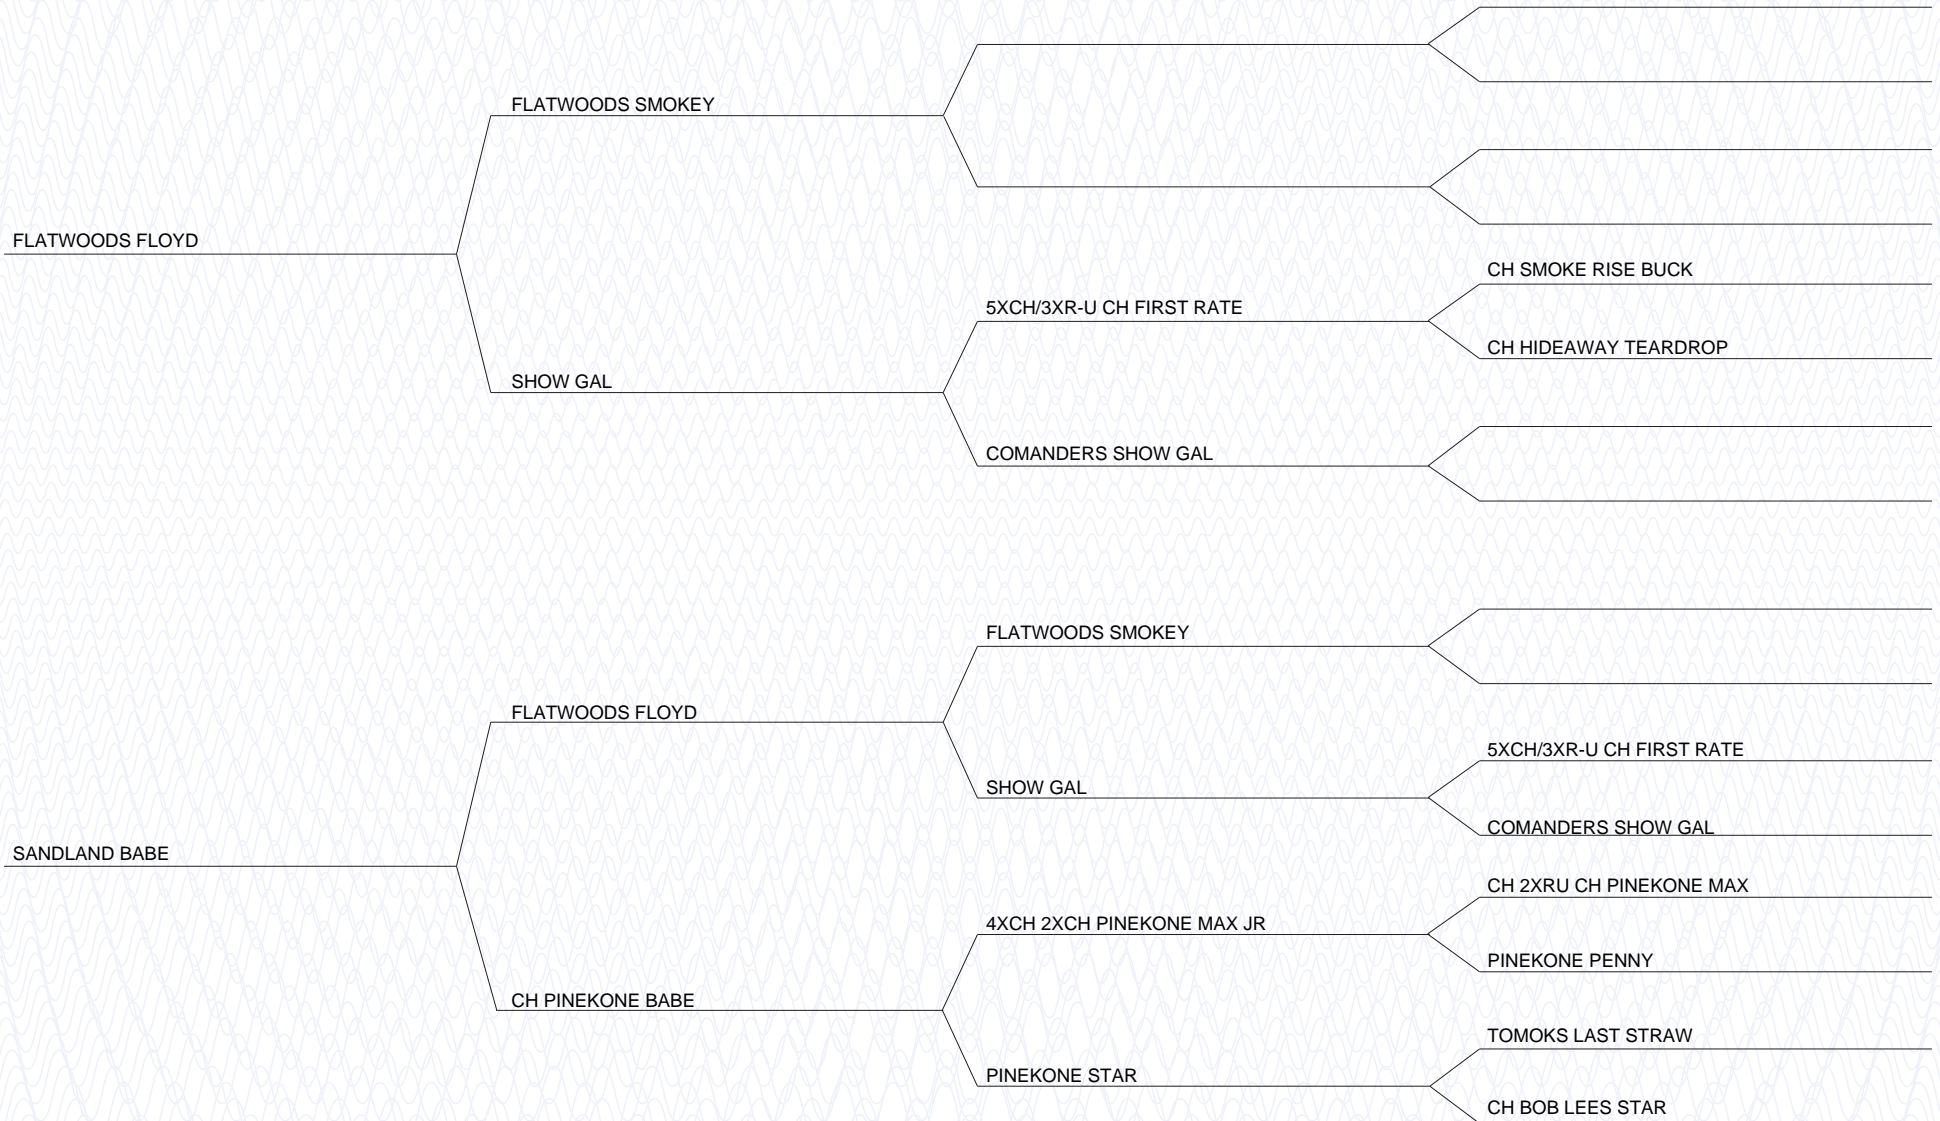 FLATWOODS SMOKEY
FLATWOODS FLOYD
CH SMOKE RISE BUCK
5XCH/3XR-U CH FIRST RATE
CH HIDEAWAY TEARDROP
SHOW GAL
COMANDERS SHOW GAL
FLATWOODS SMOKEY
FLATWOODS FLOYD
5XCH/3XR-U CH FIRST RATE
SHOW GAL
COMANDERS SHOW GAL
SANDLAND BABE
CH 2XRU CH PINEKONE MAX
4XCH 2XCH PINEKONE MAX JR
PINEKONE PENNY
CH PINEKONE BABE
TOMOKS LAST STRAW
PINEKONE STAR
CH BOB LEES STAR